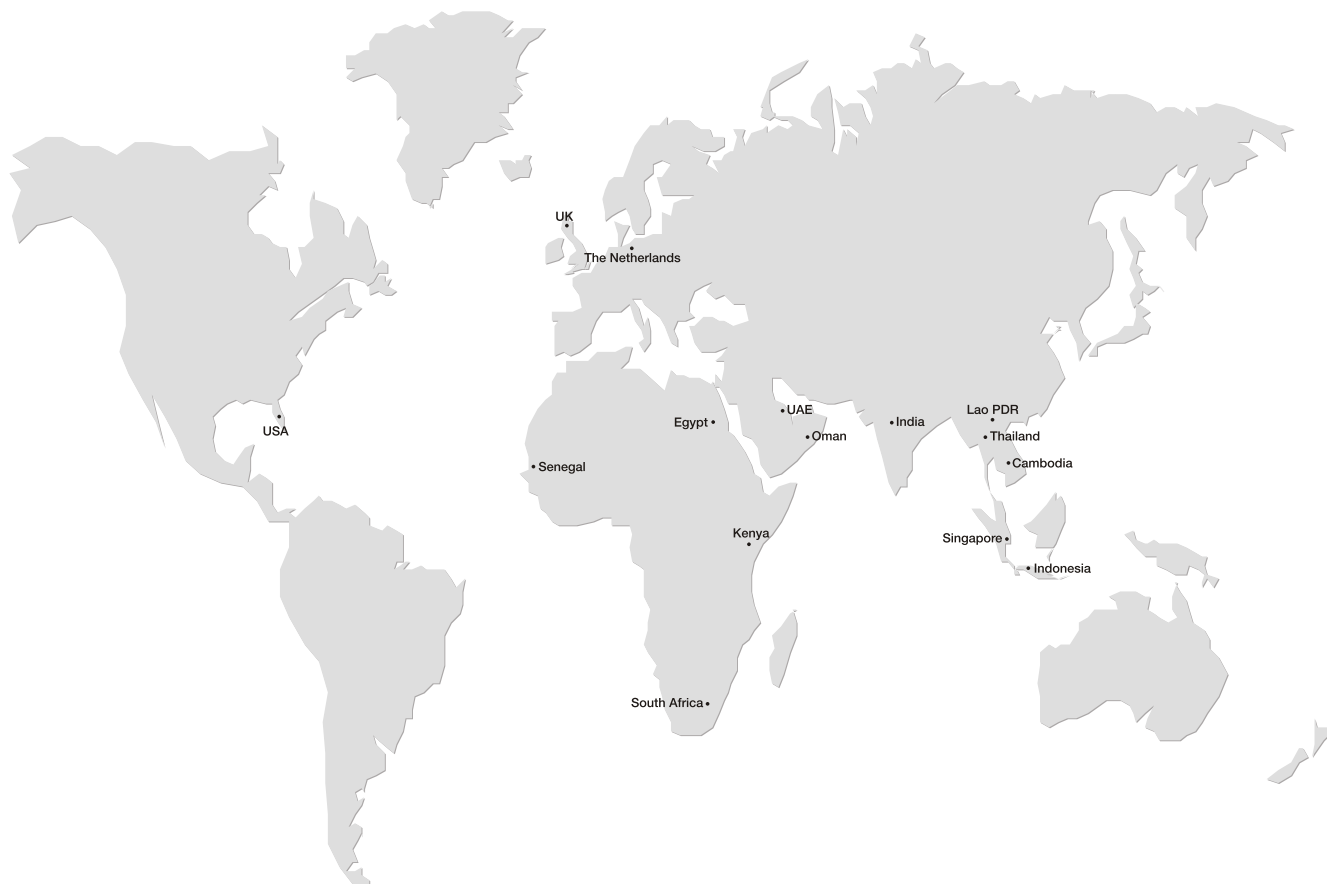 UK
The Netherlands
USA
Egypt
UAE
Oman
India
Lao PDR
Thailand
Cambodia
Senegal
Kenya
Singapore
Indonesia
South Africa